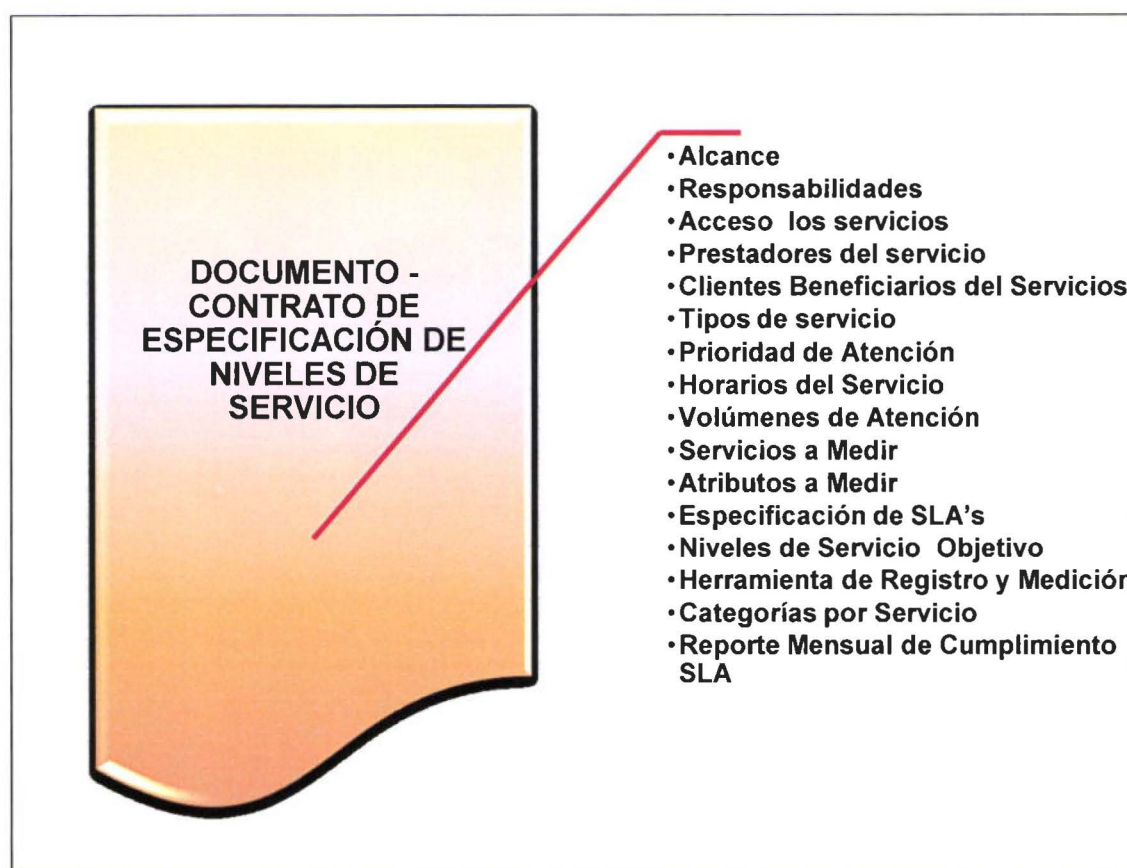 DOCUMENTO -
CONTRATO DE
ESPECIFICACIÓN DE
NIVELES DE
SERVICIO
•Alcance
•Responsabilidades
•Acceso los servicios
•Prestadores del servicio
•Clientes Beneficiarios del Servicios
•Tipos de servicio
•Prioridad de Atención
•Horarios del Servicio
•Volúmenes de Atención
•Servicios a Medir
•Atributos a Medir
•Especificación de SLA's
•Niveles de Servicio Objetivo
•Herramienta de Registro y Medición
•Categorías por Servicio
•Reporte Mensual de Cumplimiento
SLA